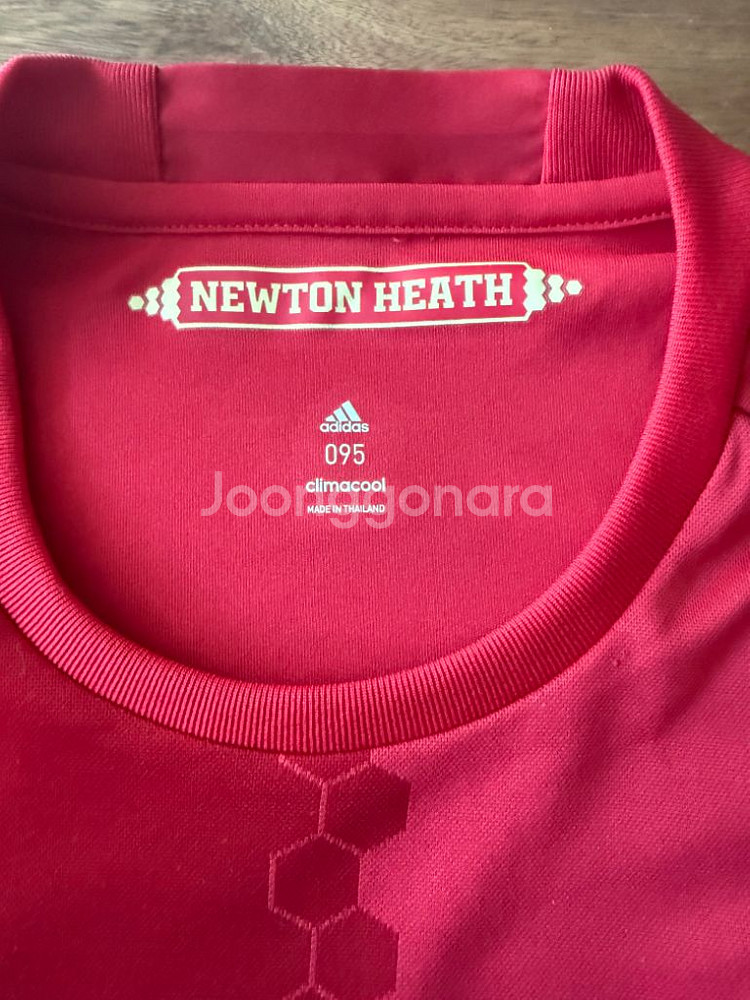 NEWTON HEATH
adidas
095
climacool
Joonggonara
MADE IN THAILAND